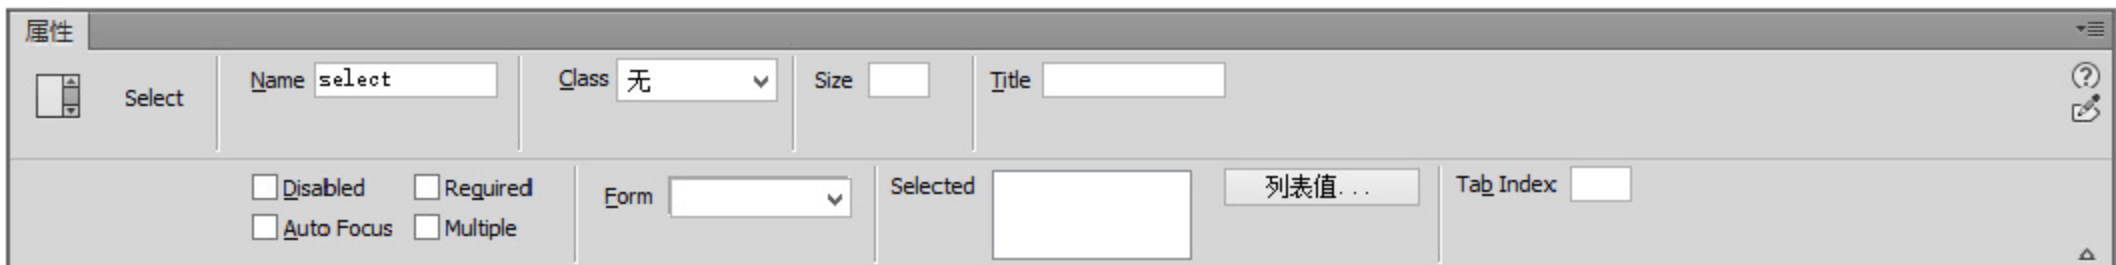 属性
Select Name select Class 无 Size Title
Disabled Required Form Selected 列表值... Tab Index
Auto Focus Multiple